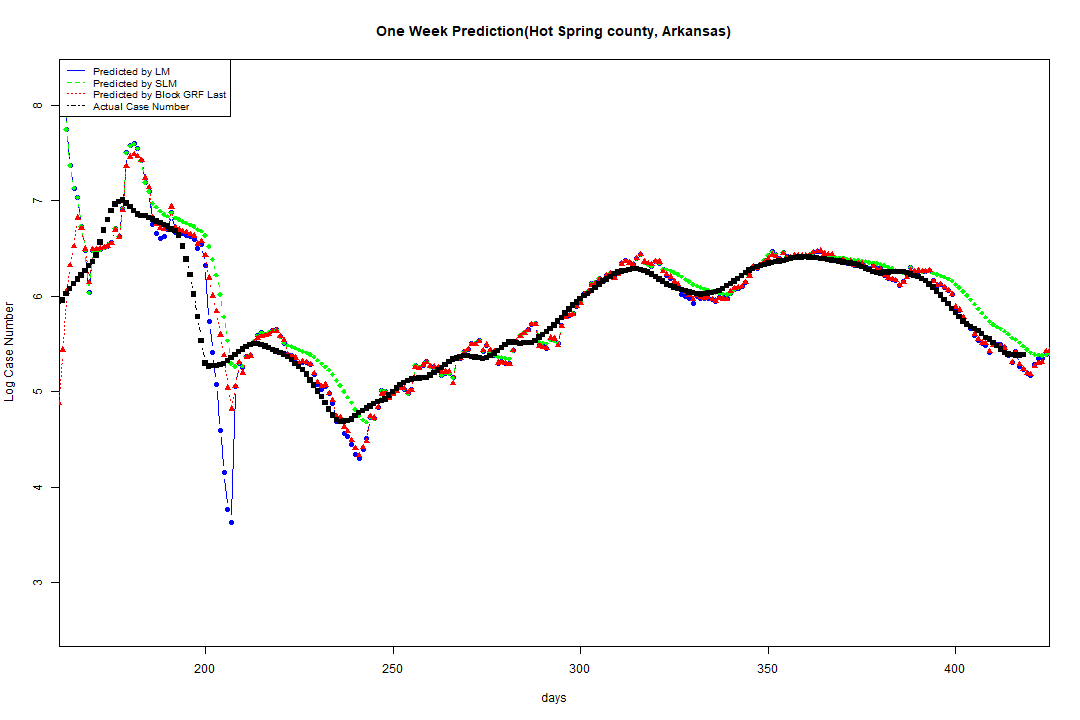 One Week Prediction(Hot Spring county, Arkansas)
Predicted by LM
Predicted by SLM
Predicted by Block GRF Last
Actual Case Number
8
7
6
5
4
3
Log Case Number
200 250 300 350 400
days